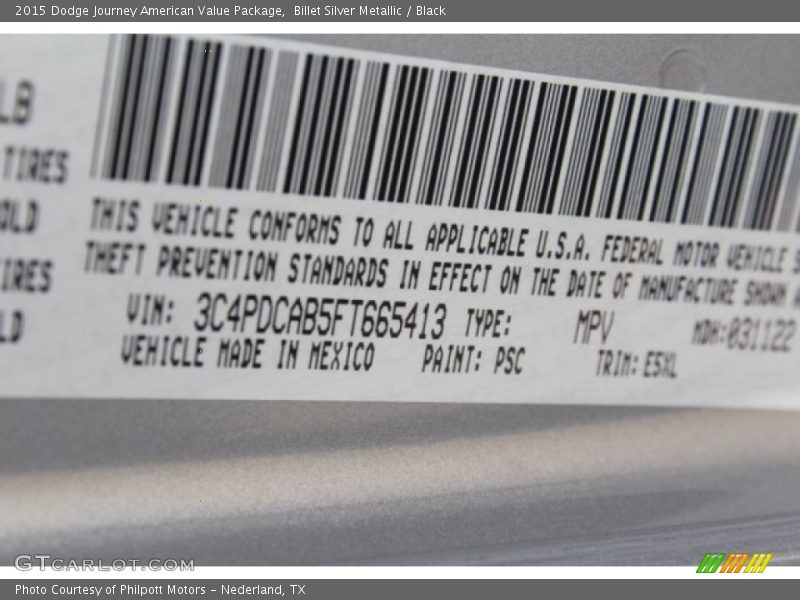 2015 Dodge Journey American Value Package, Billet Silver Metallic / Black
LB
TIRES
OLD
IRES
LD
THIS VEHICLE CONFORMS TO ALL APPLICABLE U.S.A. FEDERAL MOTOR VEHICLE S
THEFT PREVENTION STANDARDS IN EFFECT ON THE DATE OF MANUFACTURE SHOWN A
VIN: 3C4PDCAB5FT665413 TYPE: MPV MDH:031122
VEHICLE MADE IN MEXICO PAINT: PSC TRIM: E5XL
GTCARLOT.COM
Photo Courtesy of Philpott Motors - Nederland, TX